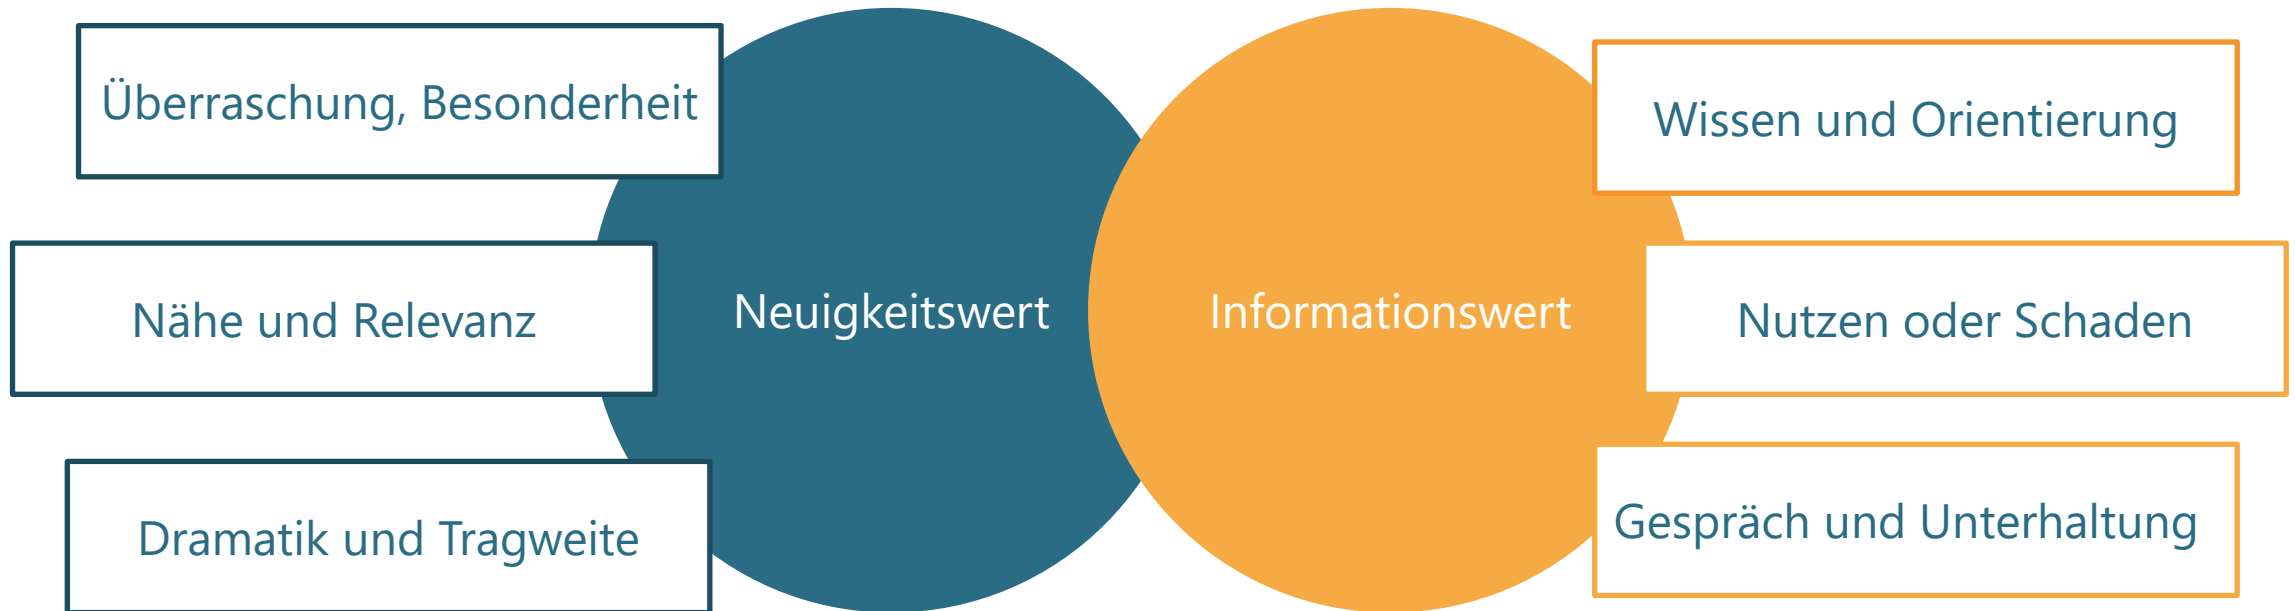 Überraschung, Besonderheit
Nähe und Relevanz
Dramatik und Tragweite
Neuigkeitswert
Informationswert
Wissen und Orientierung
Nutzen oder Schaden
Gespräch und Unterhaltung